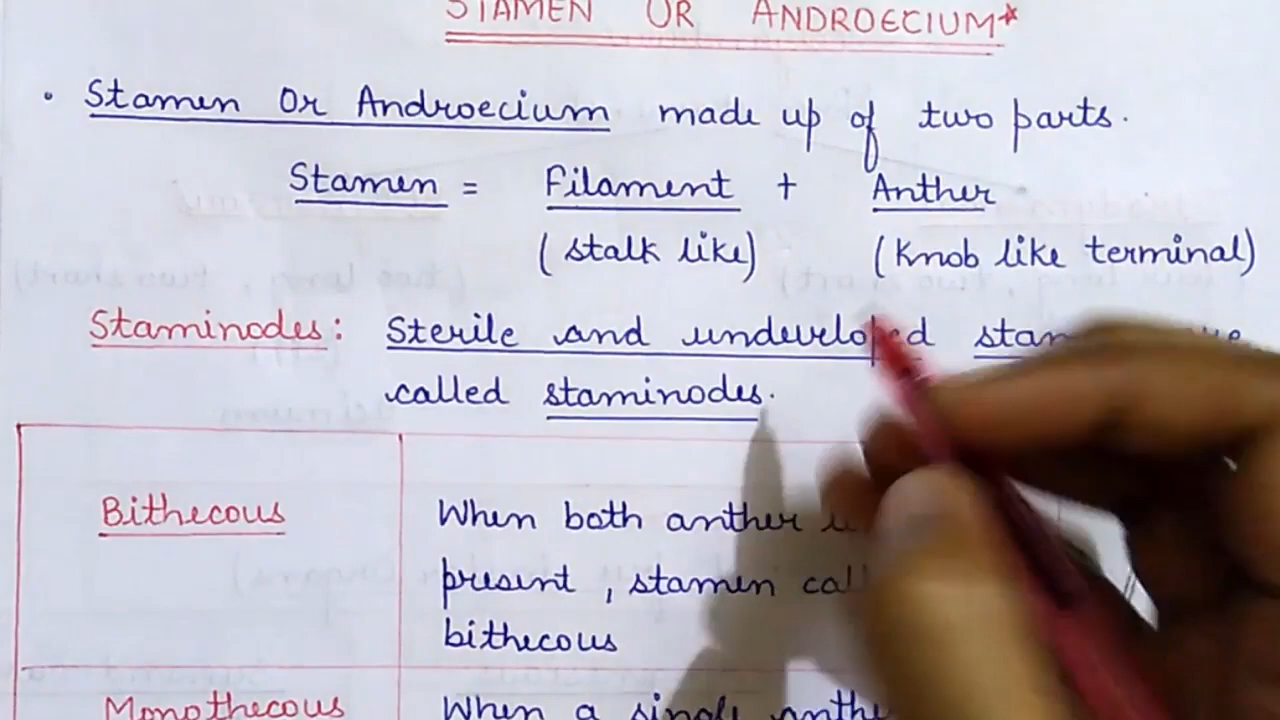 STAMEN OR ANDROECIUM*
• Stamen Or Androecium made up of two parts.
Stamen = Filament + Anther
(stalk like) (Knob like terminal)
Staminodes: Sterile and undeveloped
called staminodes.
Bithecous When both anther
present, stamen
bithecous
Monothecous When a single